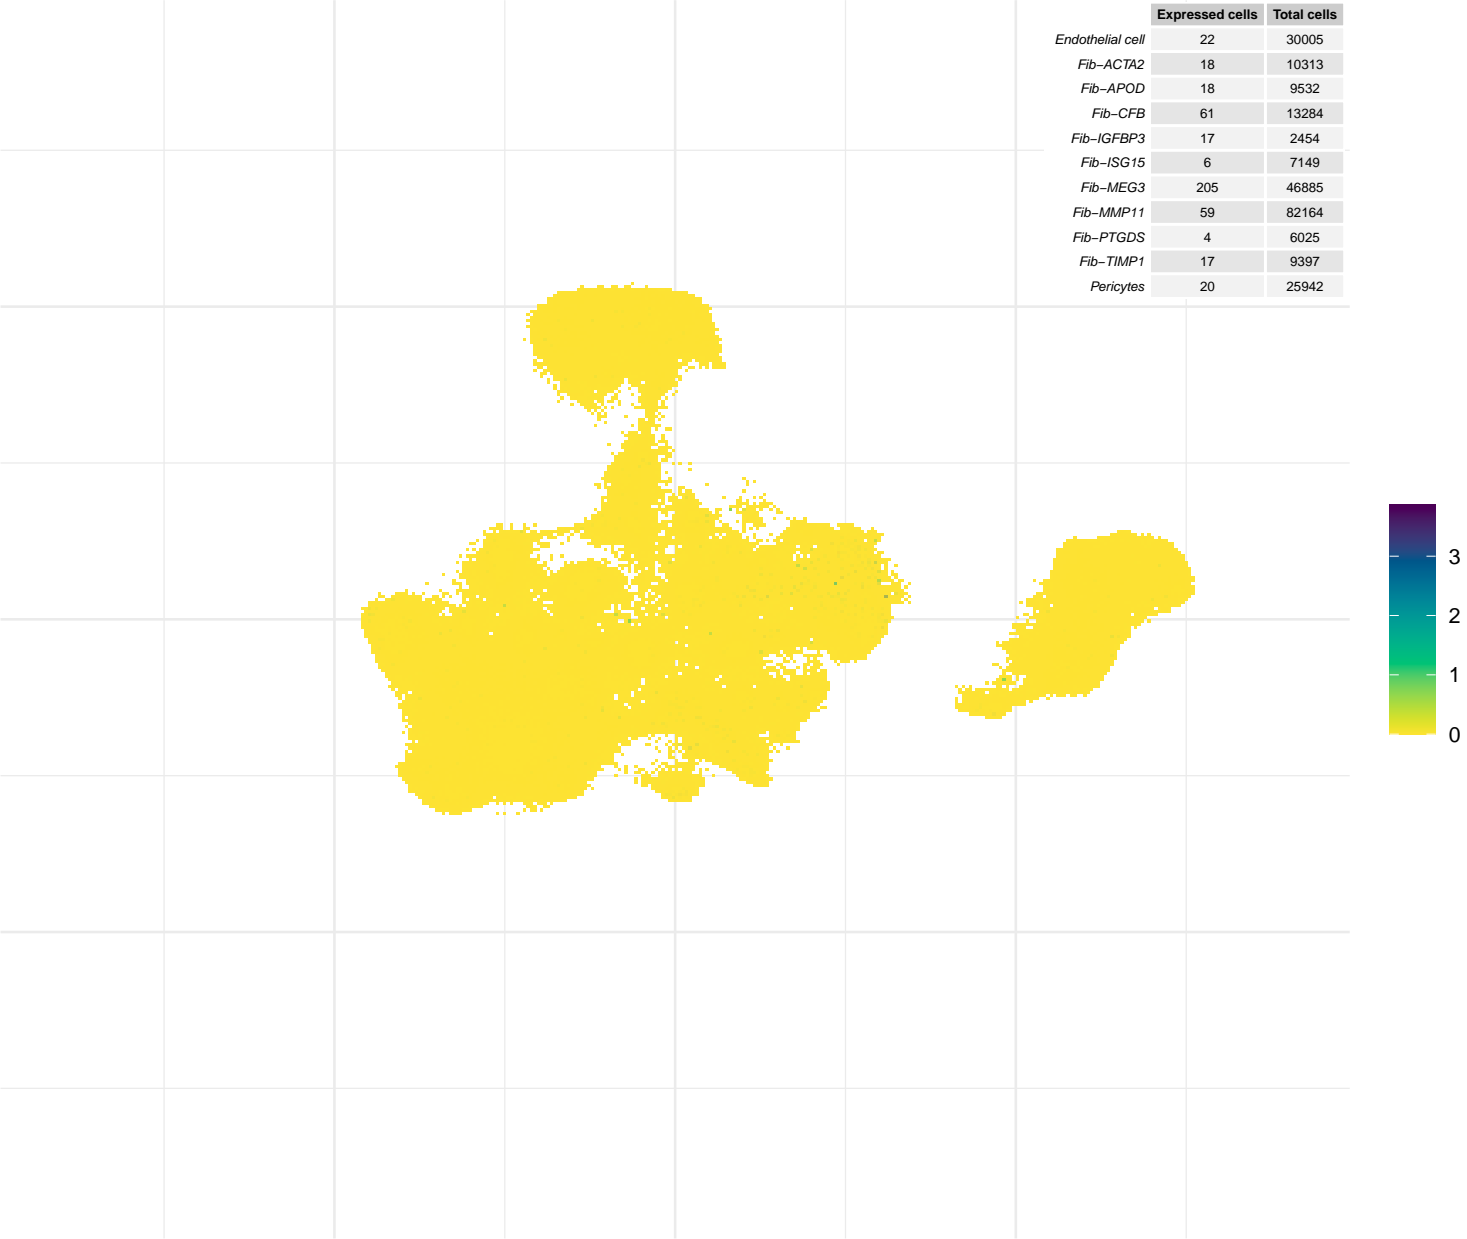 Expressed cells Total cells
Endothelial cell 22 30005
Fib−ACTA2 18 10313
Fib−APOD 18 9532
Fib−CFB 61 13284
Fib−IGFBP3 17 2454
Fib−ISG15 6 7149
Fib−MEG3 205 46885
Fib−MMP11 59 82164
Fib−PTGDS 4 6025
Fib−TIMP1 17 9397
Pericytes 20 25942
3
2
1
0